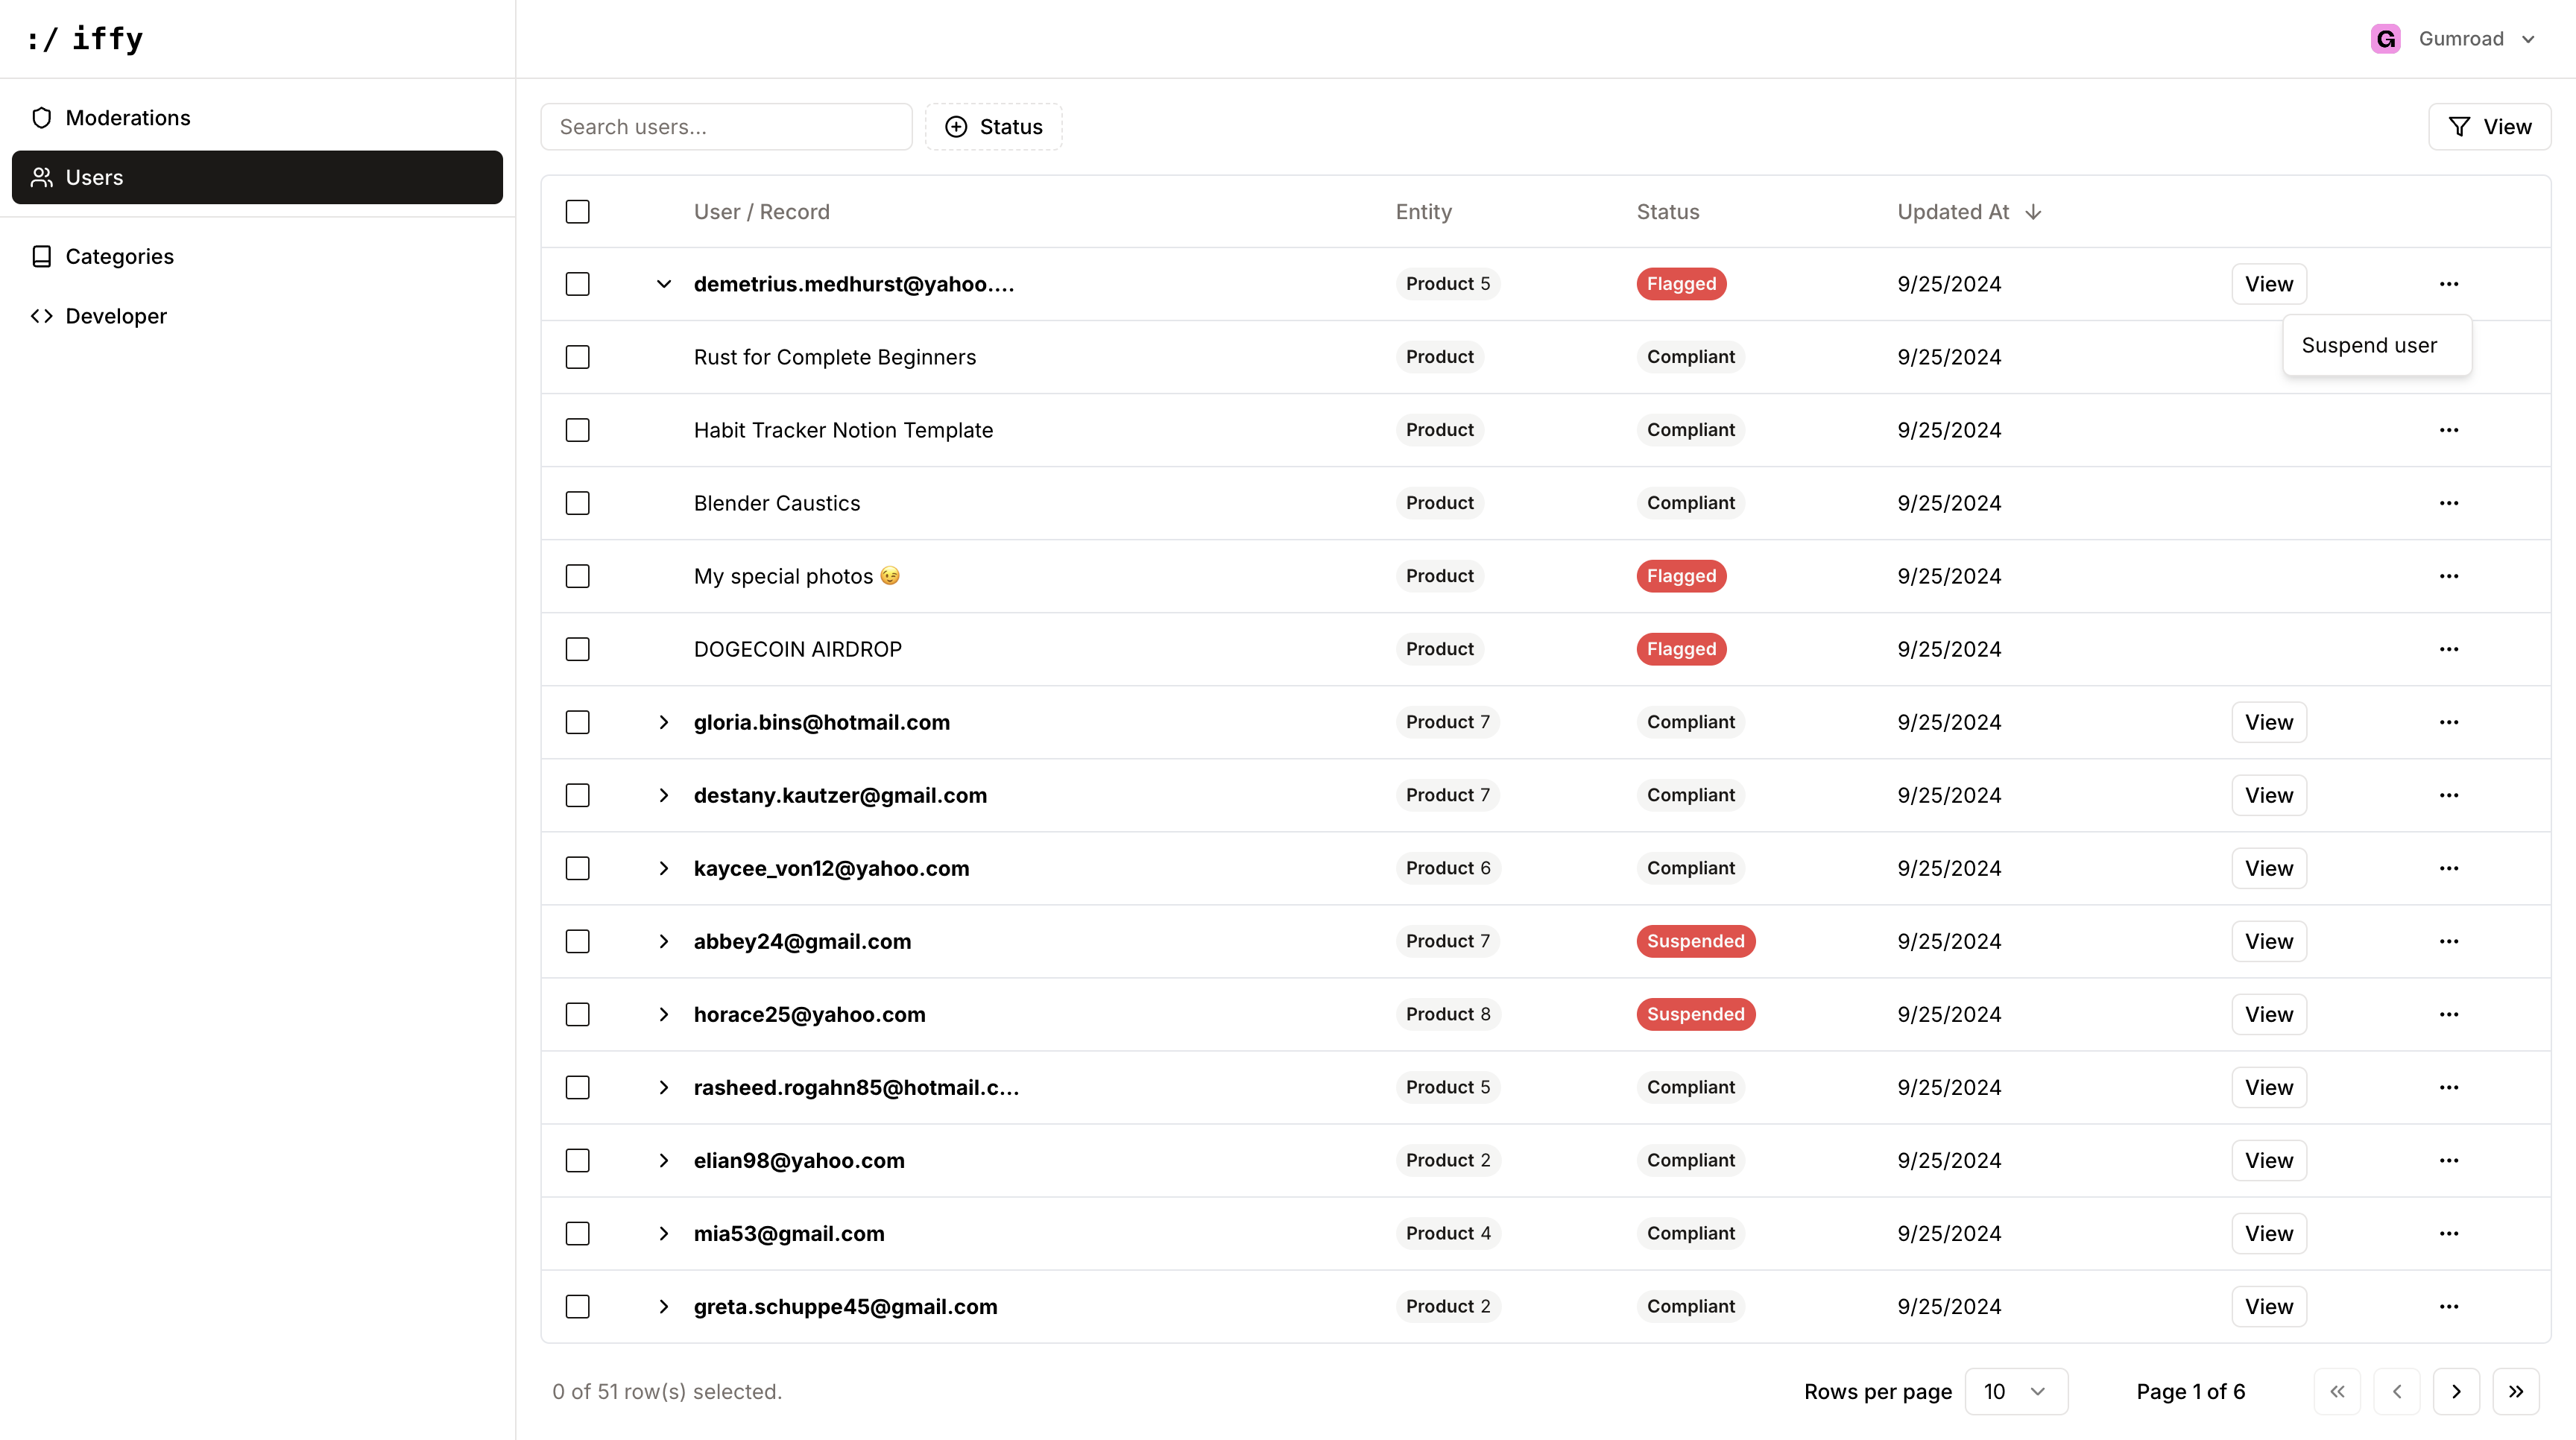 :/ iffy
Gumroad
Moderations
Users
Categories
Developer
Search users...
Status
View
User / Record Entity Status Updated At
demetrius.medhurst@yahoo.... Product 5 Flagged 9/25/2024 View
Suspend user
Rust for Complete Beginners Product Compliant 9/25/2024
Habit Tracker Notion Template Product Compliant 9/25/2024
Blender Caustics Product Compliant 9/25/2024
My special photos 😉 Product Flagged 9/25/2024
DOGECOIN AIRDROP Product Flagged 9/25/2024
gloria.bins@hotmail.com Product 7 Compliant 9/25/2024 View
destany.kautzer@gmail.com Product 7 Compliant 9/25/2024 View
kaycee_von12@yahoo.com Product 6 Compliant 9/25/2024 View
abbey24@gmail.com Product 7 Suspended 9/25/2024 View
horace25@yahoo.com Product 8 Suspended 9/25/2024 View
rasheed.rogahn85@hotmail.c... Product 5 Compliant 9/25/2024 View
elian98@yahoo.com Product 2 Compliant 9/25/2024 View
mia53@gmail.com Product 4 Compliant 9/25/2024 View
greta.schuppe45@gmail.com Product 2 Compliant 9/25/2024 View
0 of 51 row(s) selected. Rows per page 10 Page 1 of 6